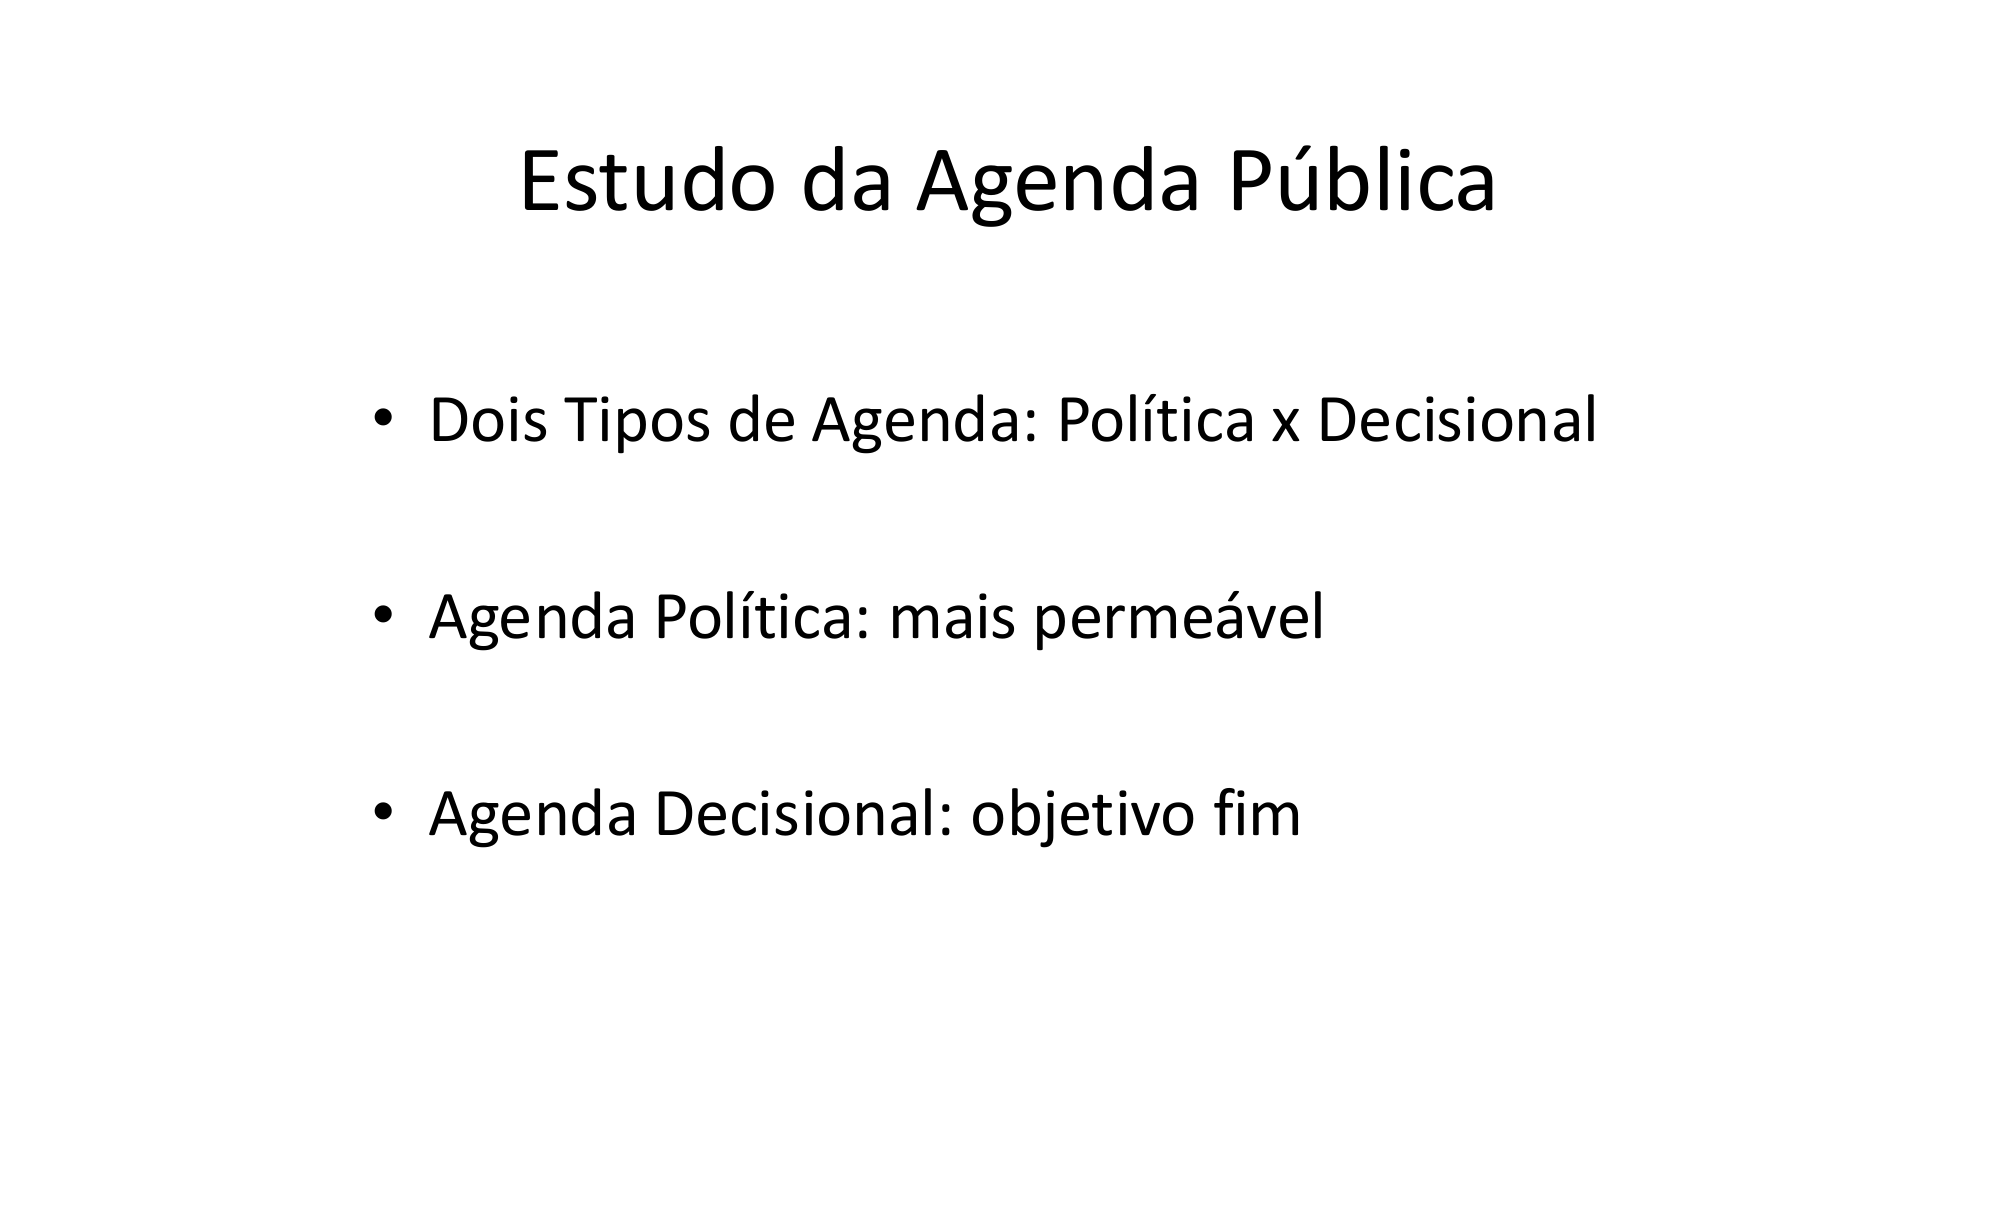 Estudo da Agenda Pública
• Dois Tipos de Agenda: Política x Decisional
• Agenda Política: mais permeável
• Agenda Decisional: objetivo fim